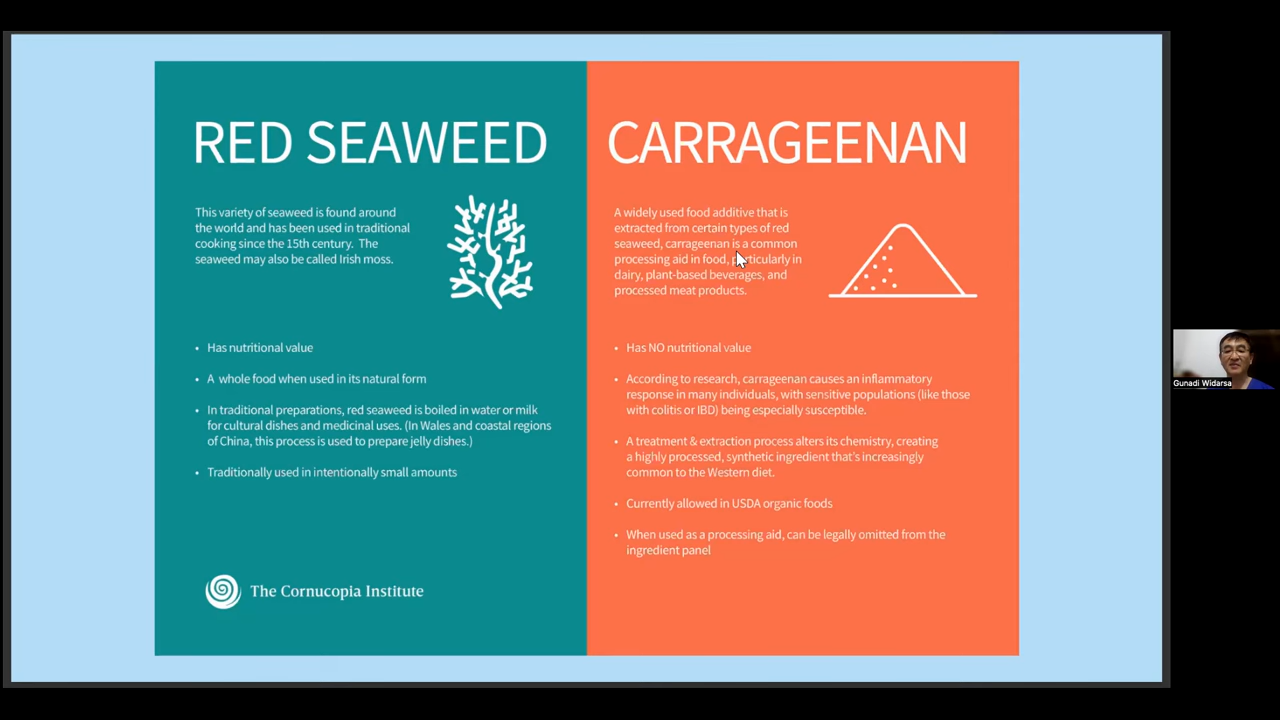 RED SEAWEED
This variety of seaweed is found around
the world and has been used in traditional
cooking since the 15th century. The
seaweed may also be called Irish moss.
• Has nutritional value
• A whole food when used in its natural form
• In traditional preparations, red seaweed is boiled in water or milk
for cultural dishes and medicinal uses. (In Wales and coastal regions
of China, this process is used to prepare jelly dishes.)
• Traditionally used in intentionally small amounts
The Cornucopia Institute
CARRAGEENAN
A widely used food additive that is
extracted from certain types of red
seaweed, carrageenan is a common
processing aid in food, particularly in
dairy, plant-based beverages, and
processed meat products.
• Has NO nutritional value
• According to research, carrageenan causes an inflammatory
response in many individuals, with sensitive populations (like those
with colitis or IBD) being especially susceptible.
• A treatment & extraction process alters its chemistry, creating
a highly processed, synthetic ingredient that's increasingly
common to the Western diet.
• Currently allowed in USDA organic foods
• When used as a processing aid, can be legally omitted from the
ingredient panel
Gunadi Widarsa